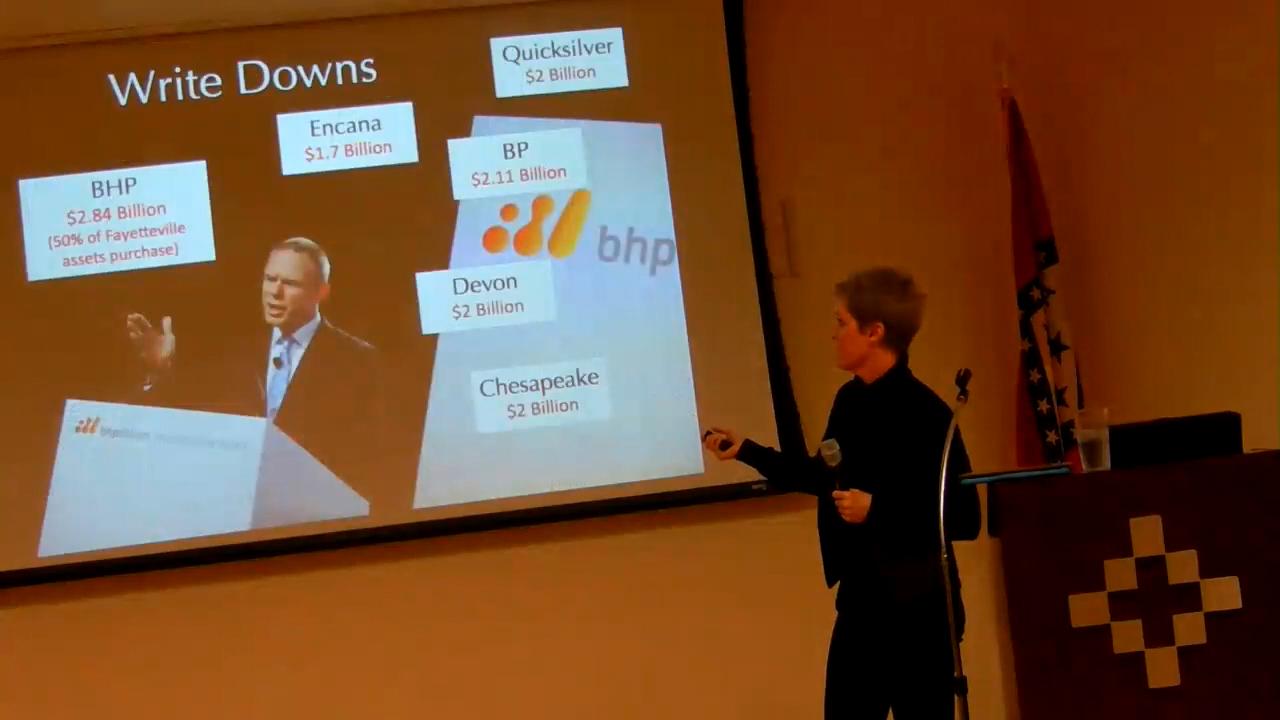 Write Downs
Quicksilver
$2 Billion
Encana
$1.7 Billion
BP
$2.11 Billion
BHP
$2.84 Billion
(50% of Fayetteville
assets purchase)
bhp
Devon
$2 Billion
Chesapeake
$2 Billion
bhpbilliton